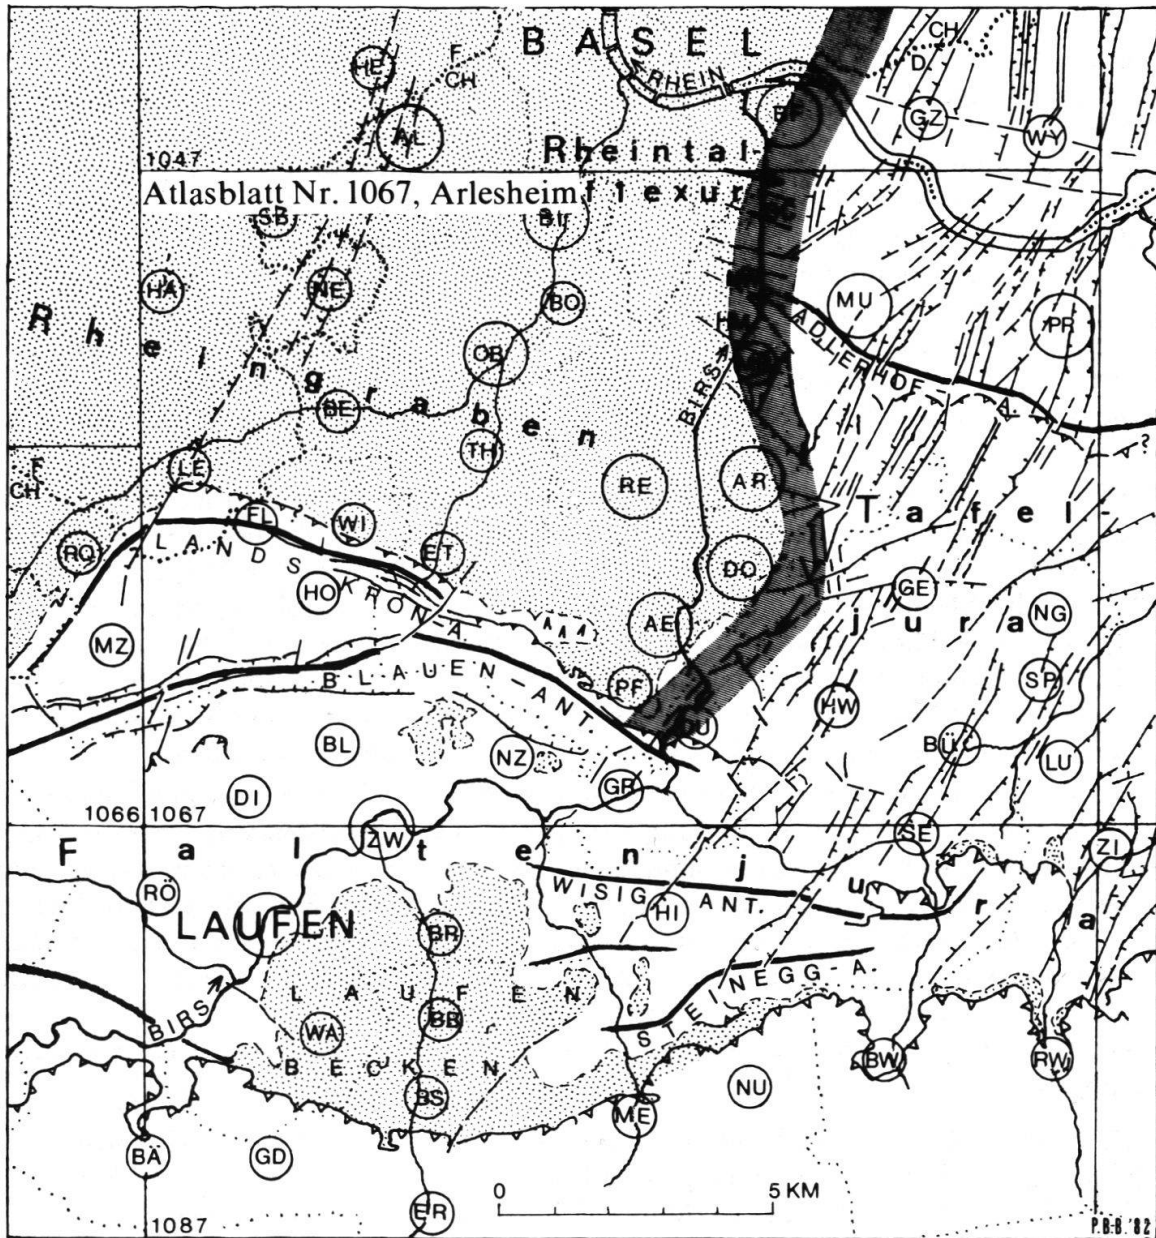 BASEL
CH
HE
F
CH
RHEIN
D
AL
BF
GZ
WY
1047
Rheintal-
Atlasblatt Nr. 1067, Arlesheim
flexur
SB
HÄ
NE
BO
MU
PR
Rheingraben
OB
ADLERHOF-A.
BIRS
BE
TH
?
LE
F
CH
RE
AR
Tafel-
FL
WI
RO
LANDSKRON-A.
ET
DO
HO
GE
jura
NG
AE
MZ
BLAUEN-ANT.
PF
SP
HW
DU
BL
NZ
BÜ
LU
GR
DI
1066
1067
ZW
SE
ZI
Faltenjura
RÖ
WISIG-ANT.
HI
LAUFEN
BR
STEINEGG-A.
LAUFEN
BIRS
WA
BB
BECKEN
BW
RW
BS
NU
ME
BÄ
GD
0
5 KM
ER
1087
P.B.B. '82